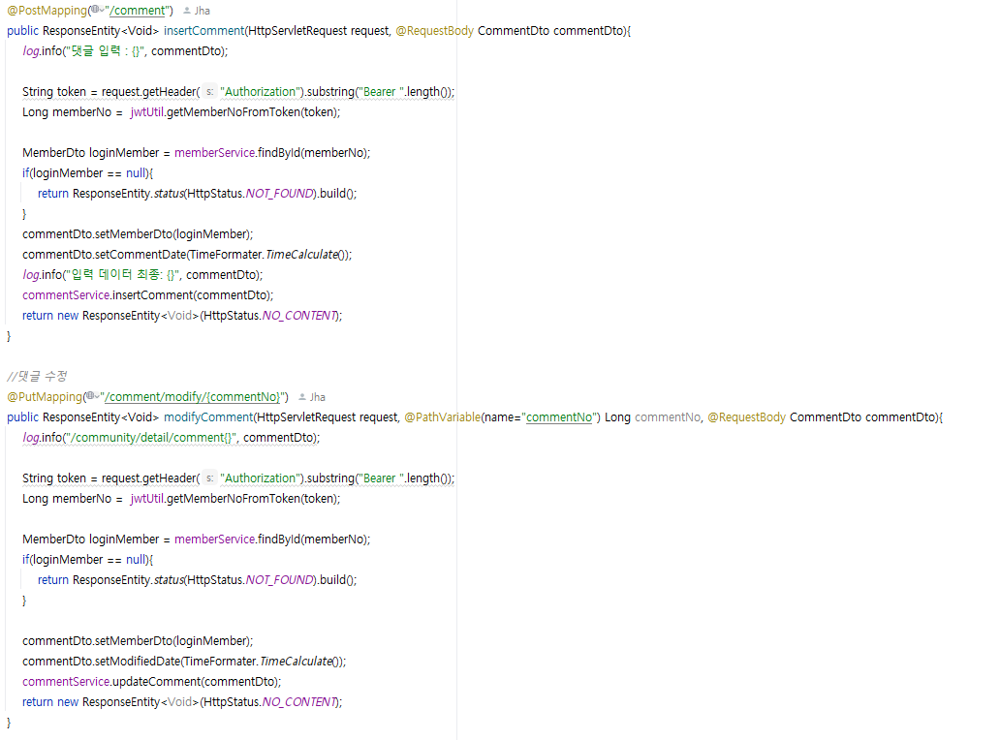 @PostMapping("/comment") Jha
public ResponseEntity<Void> insertComment(HttpServletRequest request, @RequestBody CommentDto commentDto){
log.info("댓글 입력 : {}", commentDto);
String token = request.getHeader( s: "Authorization").substring("Bearer ".length());
Long memberNo = jwtUtil.getMemberNoFromToken(token);
MemberDto loginMember = memberService.findById(memberNo);
if(loginMember == null){
return ResponseEntity.status(HttpStatus.NOT_FOUND).build();
}
commentDto.setMemberDto(loginMember);
commentDto.setCommentDate(TimeFormater.TimeCalculate());
log.info("입력 데이터 최종: {}", commentDto);
commentService.insertComment(commentDto);
return new ResponseEntity<Void>(HttpStatus.NO_CONTENT);
}
//댓글 수정
@PutMapping("/comment/modify/{commentNo}") Jha
public ResponseEntity<Void> modifyComment(HttpServletRequest request, @PathVariable(name="commentNo") Long commentNo, @RequestBody CommentDto commentDto){
log.info("/community/detail/comment{}", commentDto);
String token = request.getHeader( s: "Authorization").substring("Bearer ".length());
Long memberNo = jwtUtil.getMemberNoFromToken(token);
MemberDto loginMember = memberService.findById(memberNo);
if(loginMember == null){
return ResponseEntity.status(HttpStatus.NOT_FOUND).build();
}
commentDto.setMemberDto(loginMember);
commentDto.setModifiedDate(TimeFormater.TimeCalculate());
commentService.updateComment(commentDto);
return new ResponseEntity<Void>(HttpStatus.NO_CONTENT);
}